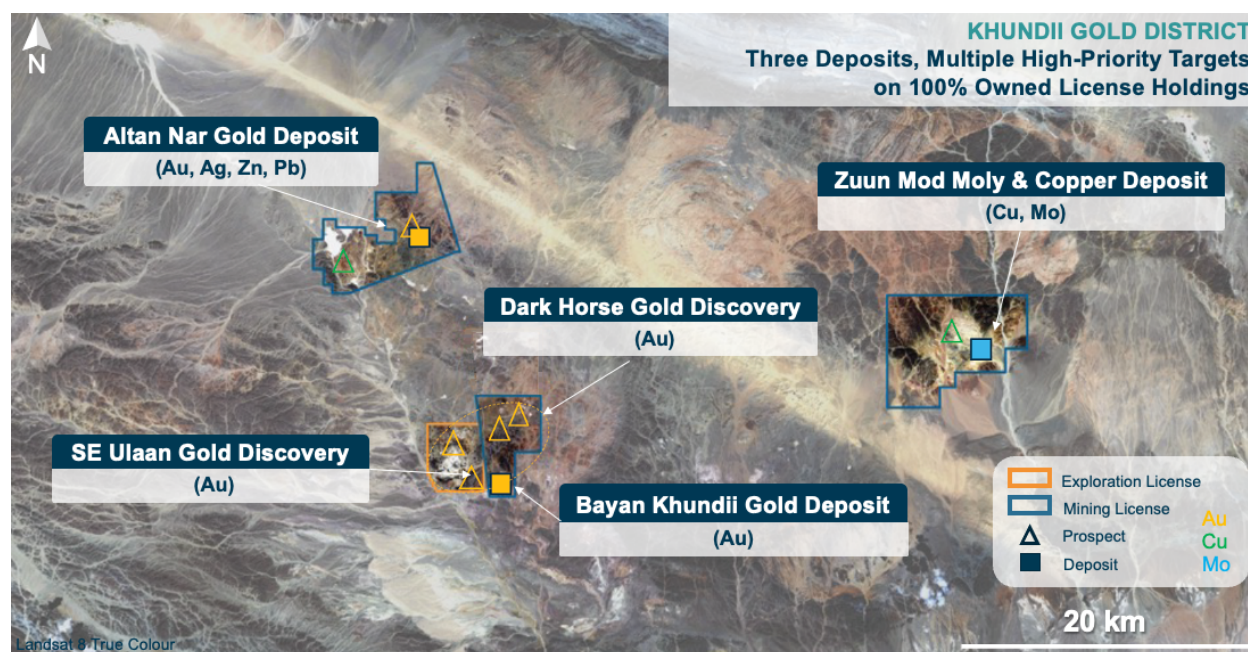 KHUNDII GOLD DISTRICT
Three Deposits, Multiple High-Priority Targets
on 100% Owned License Holdings
N
Altan Nar Gold Deposit
(Au, Ag, Zn, Pb)
Zuun Mod Moly & Copper Deposit
(Cu, Mo)
Dark Horse Gold Discovery
(Au)
SE Ulaan Gold Discovery
(Au)
Bayan Khundii Gold Deposit
(Au)
Exploration License
Mining License
Prospect
Deposit
Au
Cu
Mo
20 km
Landsat 8 True Colour